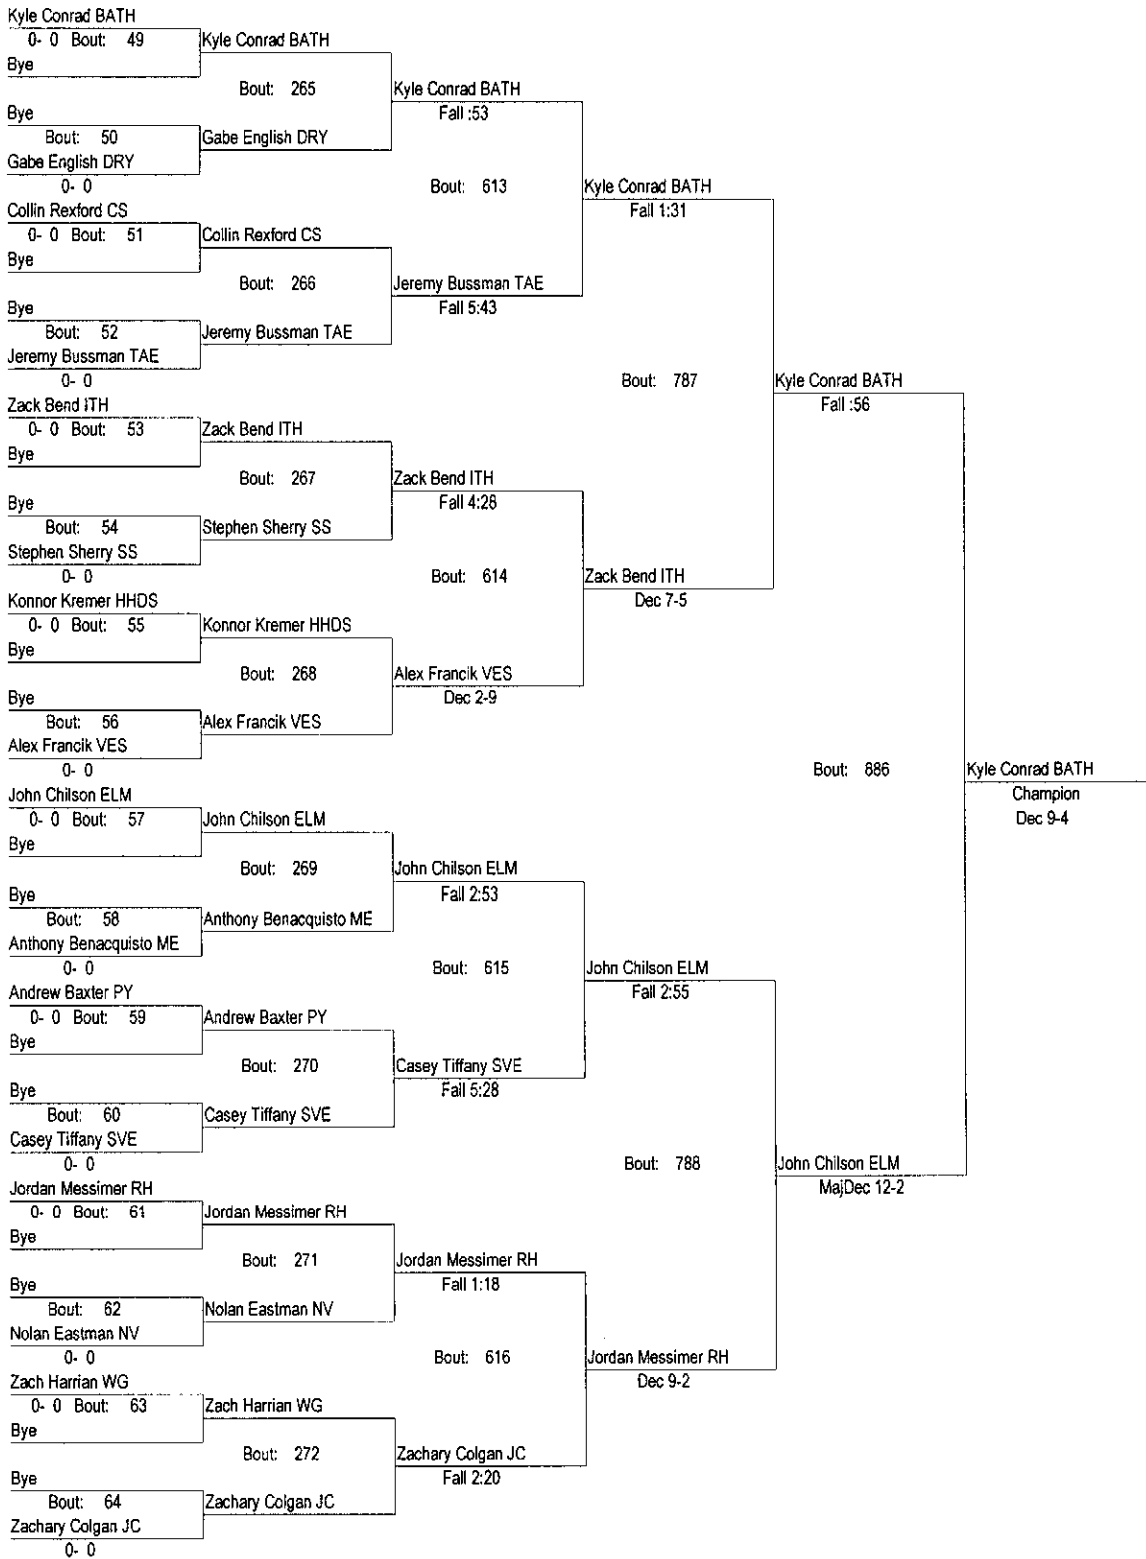 Kyle Conrad BATH
0- 0 Bout: 49
Bye
Bye
Bout: 50
Gabe English DRY
0- 0
Collin Rexford CS
0- 0 Bout: 51
Bye
Bye
Bout: 52
Jeremy Bussman TAE
0- 0
Zack Bend ITH
0- 0 Bout: 53
Bye
Bye
Bout: 54
Stephen Sherry SS
0- 0
Konnor Kremer HHDS
0- 0 Bout: 55
Bye
Bye
Bout: 56
Alex Francik VES
0- 0
John Chilson ELM
0- 0 Bout: 57
Bye
Bye
Bout: 58
Anthony Benacquisto ME
0- 0
Andrew Baxter PY
0- 0 Bout: 59
Bye
Bye
Bout: 60
Casey Tiffany SVE
0- 0
Jordan Messimer RH
0- 0 Bout: 61
Bye
Bye
Bout: 62
Nolan Eastman NV
0- 0
Zach Harrian WG
0- 0 Bout: 63
Bye
Bye
Bout: 64
Zachary Colgan JC
0- 0
Kyle Conrad BATH
Bout: 265
Gabe English DRY
Collin Rexford CS
Bout: 266
Jeremy Bussman TAE
Zack Bend ITH
Bout: 267
Stephen Sherry SS
Konnor Kremer HHDS
Bout: 268
Alex Francik VES
John Chilson ELM
Bout: 269
Anthony Benacquisto ME
Andrew Baxter PY
Bout: 270
Casey Tiffany SVE
Jordan Messimer RH
Bout: 271
Nolan Eastman NV
Zach Harrian WG
Bout: 272
Zachary Colgan JC
Kyle Conrad BATH
Fall :53
Bout: 613
Jeremy Bussman TAE
Fall 5:43
Zack Bend ITH
Fall 4:28
Bout: 614
Alex Francik VES
Dec 2-9
John Chilson ELM
Fall 2:53
Bout: 615
Casey Tiffany SVE
Fall 5:28
Jordan Messimer RH
Fall 1:18
Bout: 616
Zachary Colgan JC
Fall 2:20
Kyle Conrad BATH
Fall 1:31
Bout: 787
Zack Bend ITH
Dec 7-5
John Chilson ELM
Fall 2:55
Bout: 788
Jordan Messimer RH
Dec 9-2
Kyle Conrad BATH
Fall :56
Bout: 886
John Chilson ELM
MajDec 12-2
Kyle Conrad BATH
Champion
Dec 9-4